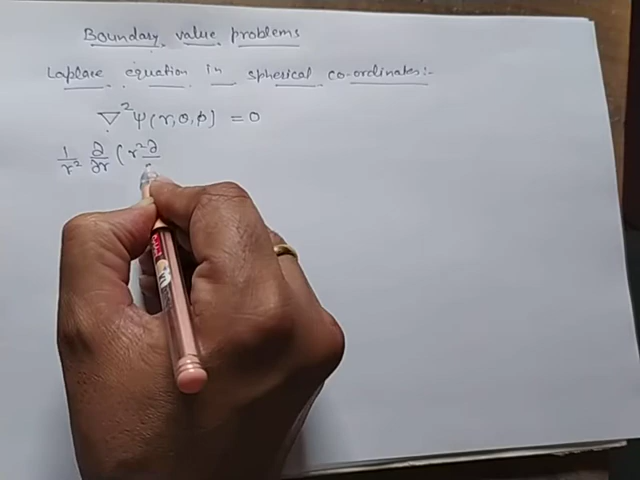 Boundary value problems
Laplace equation in spherical co-ordinates:-
∇²ψ(r,θ,ϕ) = 0
1/r² ∂/∂r (r²∂